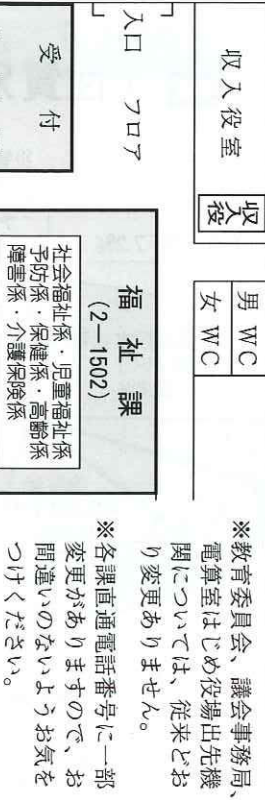 収入役室
収入役
男 WC
女 WC
入口 フロア
受付
福祉課
(2―1502)
社会福祉係・児童福祉係
予防係・保健係・高齢係
障害係・介護保険係
※教育委員会、議会事務局、
電算室はじめ役場出先機
関については、従来どお
り変更ありません。
※各課直通電話番号に一部
変更がありますので、お
間違いのないようお気を
つけください。